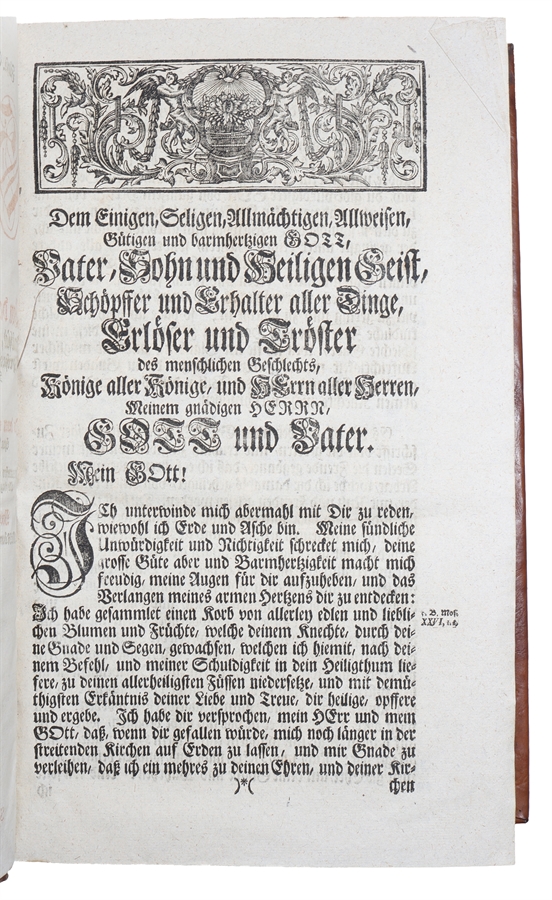 Dem Einigen, Seligen, Allmächtigen, Allweisen,
Gütigen und barmhertzigen GOTT,
Vater, Sohn und Heiligen Geist,
Schöpffer und Erhalter aller Dinge,
Erlöser und Tröster
des menschlichen Geschlechts,
Könige aller Könige, und HErrn aller Herren,
Meinem gnädigen HERRN,
GOTT und Vater.
Mein GOtt!
ICh unterwinde mich abermahl mit Dir zu reden,
wiewohl ich Erde und Asche bin. Meine sündliche
Unwürdigkeit und Nichtigkeit schrecket mich, deine
grosse Güte aber und Barmhertzigkeit macht mich
freudig, meine Augen für dir aufzuheben, und das
Verlangen meines armen Hertzens dir zu entdecken:
Ich habe gesammlet einen Korb von allerley edlen und liebli-
chen Blumen und Früchte, welche deinem Knechte, durch dei-
ne Gnade und Segen, gewachsen, welchen ich hiemit, nach dei-
nem Befehl, und meiner Schuldigkeit in dein Heiligthum lie-
fere, zu deinen allerheiligsten Füssen niedersetze, und mit demü-
thigsten Erkäntnis deiner Liebe und Treue, dir heilige, opffere
und ergebe. Ich habe dir versprochen, mein HErr und mein
GOtt, daß, wenn dir gefallen würde, mich noch länger in der
streitenden Kirchen auf Erden zu lassen, und mir Gnade zu
verleihen, daß ich ein mehres zu deinen Ehren, und deiner Kir-
)*( chen
B. Mos.
XXVI,